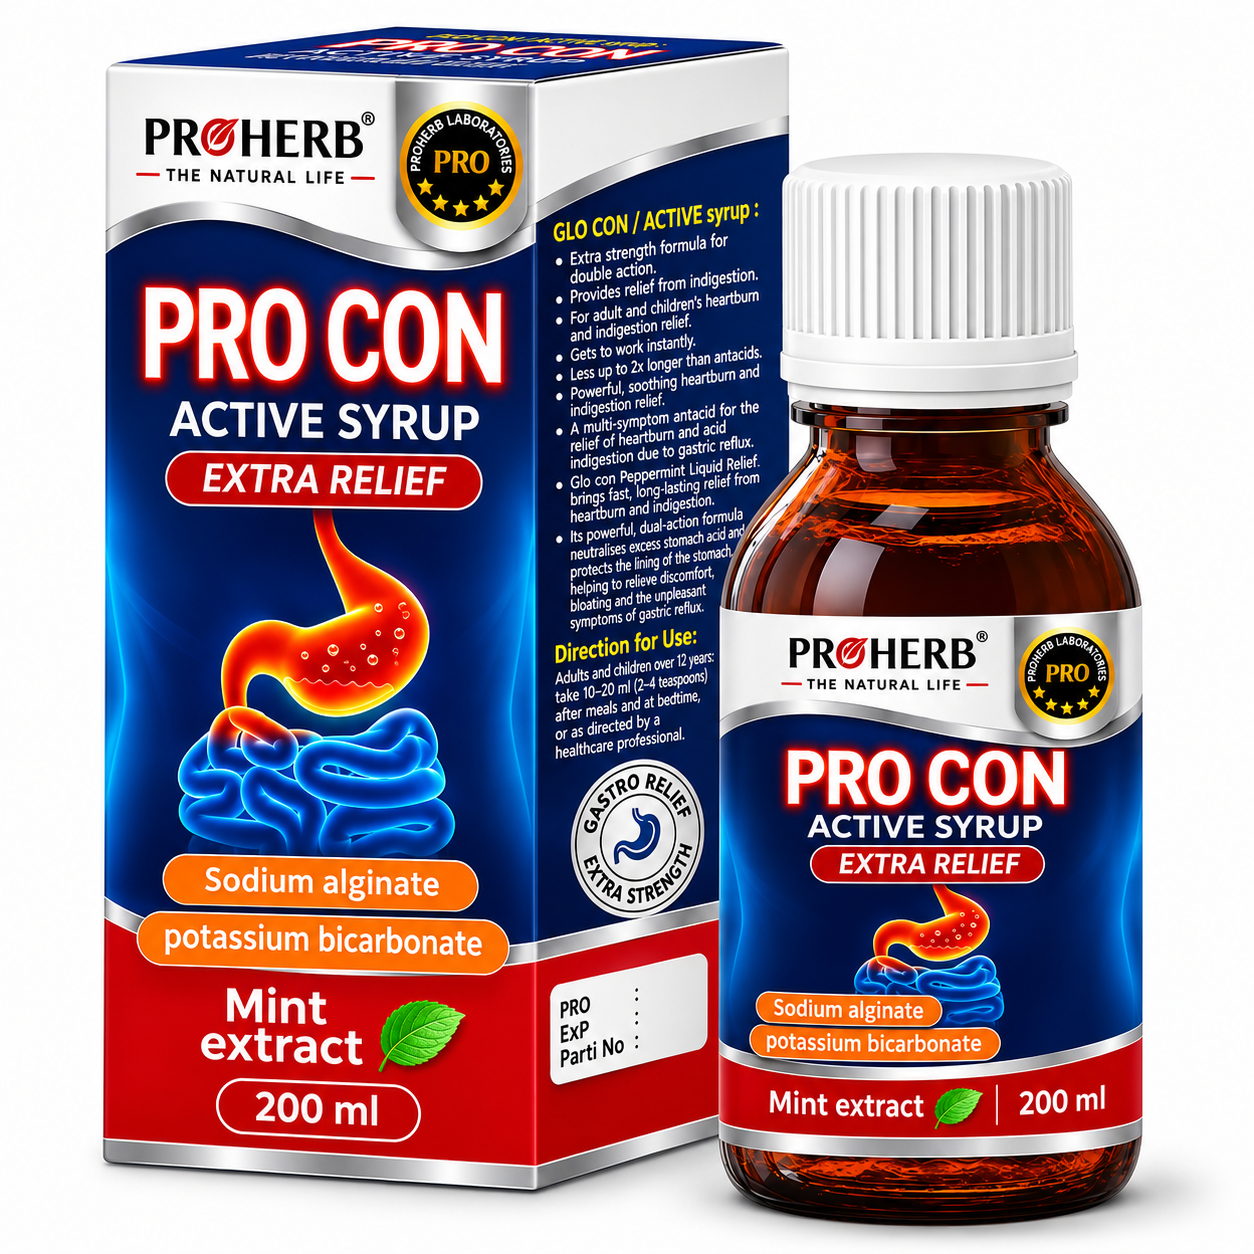 PRO CON
ACTIVE SYRUP
PROHERB®
THE NATURAL LIFE
PROHERB LABORATORIES
PRO
PRO CON
ACTIVE SYRUP
EXTRA RELIEF
Sodium alginate
potassium bicarbonate
Mint
extract
200 ml
GLO CON / ACTIVE syrup :
• Extra strength formula for
double action.
• Provides relief from indigestion.
• For adult and children's heartburn
and indigestion relief.
• Gets to work instantly.
• Less up to 2x longer than antacids.
• Powerful, soothing heartburn and
indigestion relief.
• A multi-symptom antacid for the
relief of heartburn and acid
indigestion due to gastric reflux.
• Glo con Peppermint Liquid Relief.
brings fast, long-lasting relief from
heartburn and indigestion.
• Its powerful, dual-action formula
neutralises excess stomach acid and
protects the lining of the stomach,
helping to relieve discomfort,
bloating and the unpleasant
symptoms of gastric reflux.
Direction for Use:
Adults and children over 12 years:
take 10–20 ml (2–4 teaspoons)
after meals and at bedtime,
or as directed by a
healthcare professional.
GASTRO RELIEF
EXTRA STRENGTH
PRO :
ExP :
Parti No :
PROHERB®
THE NATURAL LIFE
PROHERB LABORATORIES
PRO
PRO CON
ACTIVE SYRUP
EXTRA RELIEF
Sodium alginate
potassium bicarbonate
Mint extract
200 ml